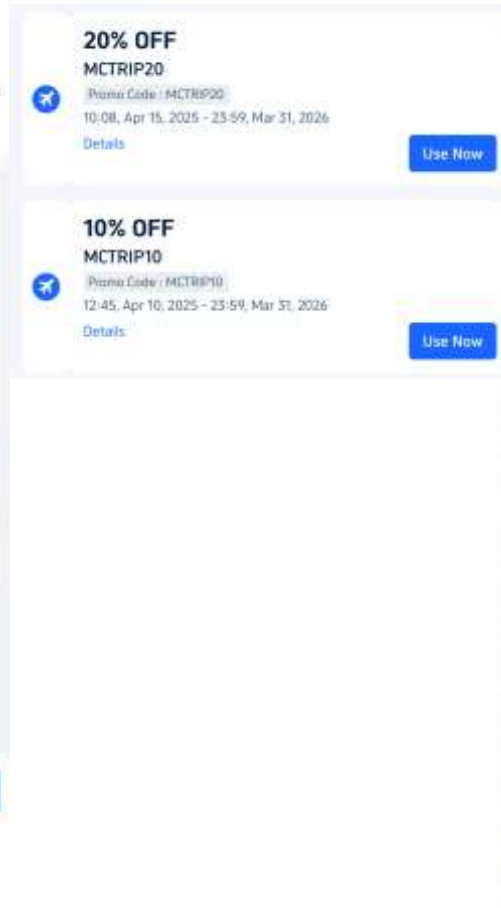 20% OFF
MCTRIP20
Promo Code : MCTRIP20
10:08, Apr 15, 2025 - 23:59, Mar 31, 2026
Details
Use Now
10% OFF
MCTRIP10
Promo Code : MCTRIP10
12:45, Apr 10, 2025 - 23:59, Mar 31, 2026
Details
Use Now